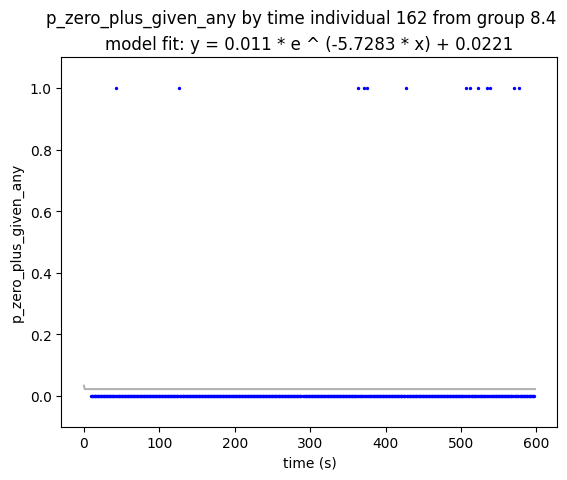 p_zero_plus_given_any by time individual 162 from group 8.4
model fit: y = 0.011 * e ^ (-5.7283 * x) + 0.0221
p_zero_plus_given_any
1.0
0.8
0.6
0.4
0.2
0.0
0 100 200 300 400 500 600
time (s)